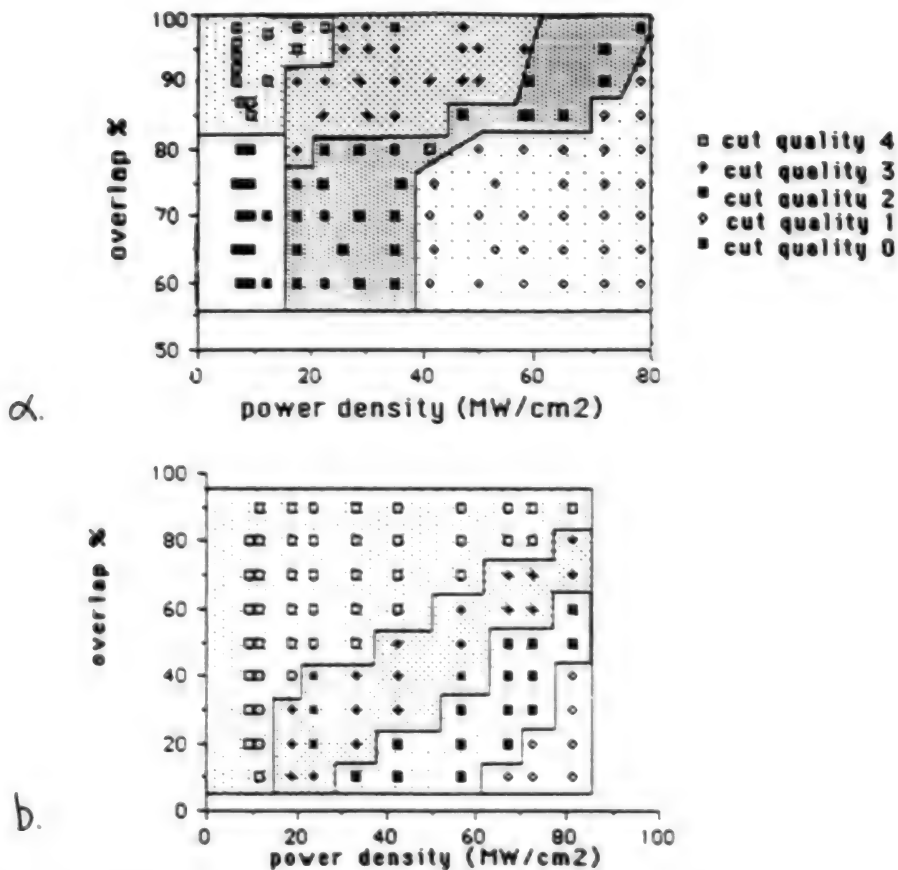 100
90
80
70
60
50
overlap %
0
20
40
60
80
power density (MW/cm2)
cut quality 4
cut quality 3
cut quality 2
cut quality 1
cut quality 0
a.
100
80
60
40
20
0
overlap %
0
20
40
60
80
100
power density (MW/cm2)
b.